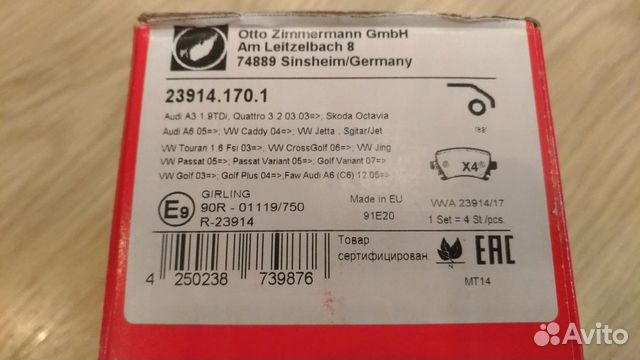 Otto Zimmermann GmbH
Am Leitzelbach 8
74889 Sinsheim/Germany
23914.170.1
Audi A3 1.9TDi, Quattro 3 2 03.03=>; Skoda Octavia
Audi A6 05=>; VW Caddy 04=>; VW Jetta , Sgitar/Jet
VW Touran 1.6 Fsi 03=>; VW CrossGolf 06=>; VW Jing
VW Passat 05=>; Passat Variant 05=>; Golf Variant 07=>
VW Golf 03=>; Golf Plus 04=>,Faw Audi A6 (C6) 12.05=>
X4
E9
GIRLING
90R - 01119/750
R-23914
Made in EU
91E20
WVA 23914/17
1 Set = 4 St./pcs.
Товар
сертифицирован.
N
EAC
MT14
4 250238 739876
Avito